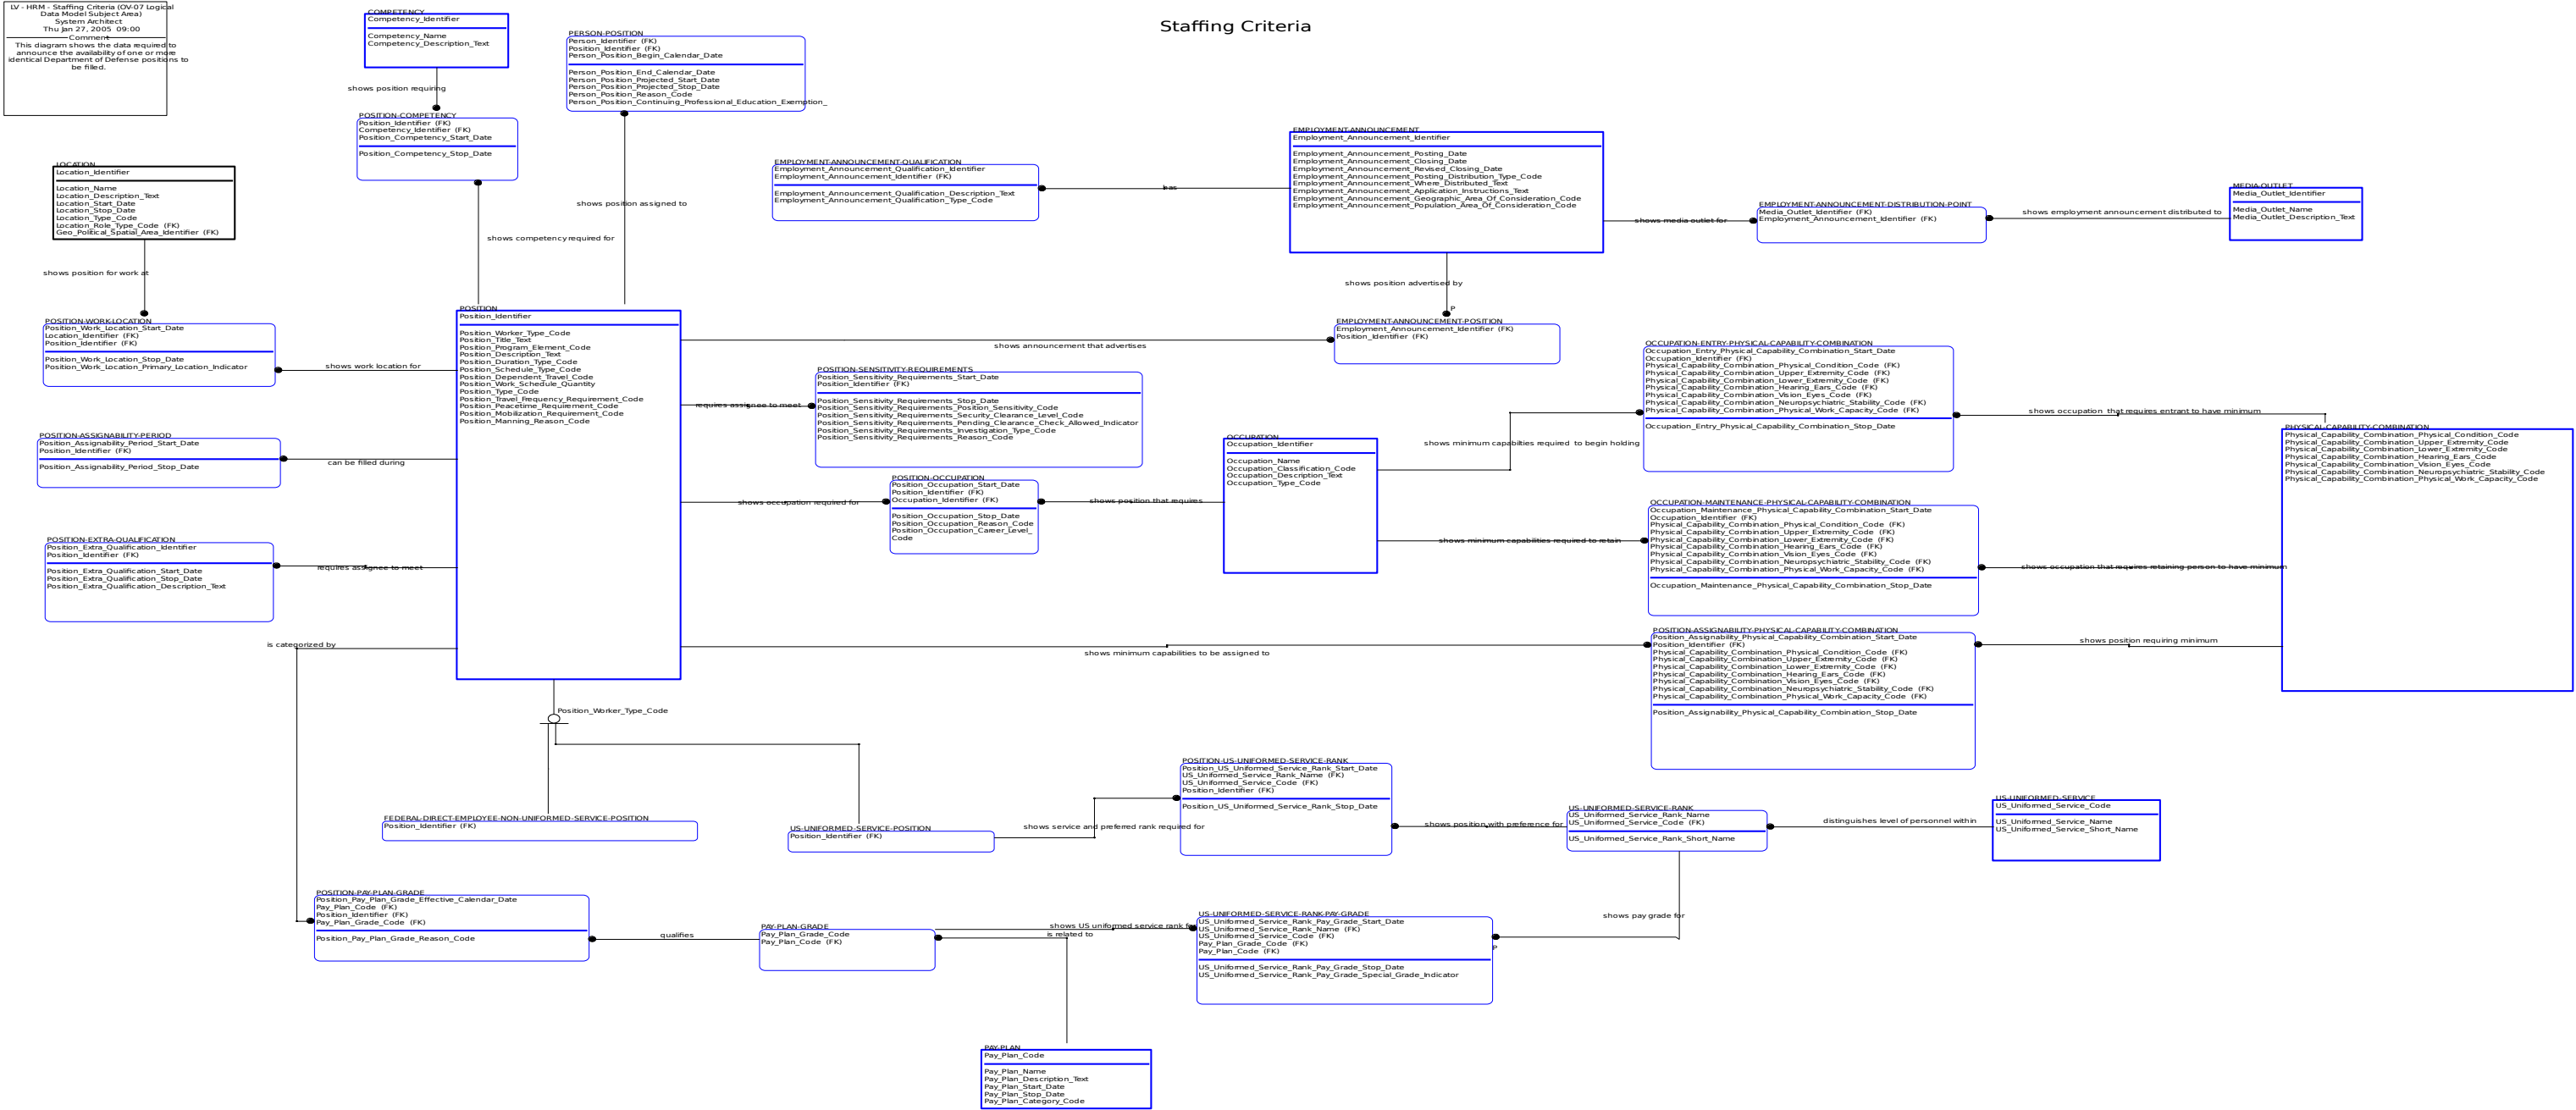 Staffing Criteria
LV - HRM - Staffing Criteria (OV-07 Logical
Data Model Subject Area)
System Architect
Thu Jan 27, 2005 09:00
Comment
This diagram shows the data required to
announce the availability of one or more
identical Department of Defense positions to
be filled.
COMPETENCY
Competency_Identifier
Competency_Name
Competency_Description_Text
shows position requiring
PERSON-POSITION
Person_Identifier (FK)
Position_Identifier (FK)
Person_Position_Begin_Calendar_Date
Person_Position_End_Calendar_Date
Person_Position_Projected_Start_Date
Person_Position_Projected_Stop_Date
Person_Position_Reason_Code
Person_Position_Continuing_Professional_Education_Exemption_
shows position assigned to
POSITION-COMPETENCY
Position_Identifier (FK)
Competency_Identifier (FK)
Position_Competency_Start_Date
Position_Competency_Stop_Date
shows competency required for
LOCATION
Location_Identifier
Location_Name
Location_Description_Text
Location_Start_Date
Location_Stop_Date
Location_Type_Code
Location_Role_Type_Code (FK)
Geo_Political_Spatial_Area_Identifier (FK)
shows position for work at
EMPLOYMENT-ANNOUNCEMENT-QUALIFICATION
Employment_Announcement_Qualification_Identifier
Employment_Announcement_Identifier (FK)
Employment_Announcement_Qualification_Description_Text
Employment_Announcement_Qualification_Type_Code
has
EMPLOYMENT-ANNOUNCEMENT
Employment_Announcement_Identifier
Employment_Announcement_Posting_Date
Employment_Announcement_Closing_Date
Employment_Announcement_Revised_Closing_Date
Employment_Announcement_Posting_Distribution_Type_Code
Employment_Announcement_Where_Distributed_Text
Employment_Announcement_Application_Instructions_Text
Employment_Announcement_Geographic_Area_Of_Consideration_Code
Employment_Announcement_Population_Area_Of_Consideration_Code
shows media outlet for
EMPLOYMENT-ANNOUNCEMENT-DISTRIBUTION-POINT
Media_Outlet_Identifier (FK)
Employment_Announcement_Identifier (FK)
shows employment announcement distributed to
MEDIA-OUTLET
Media_Outlet_Identifier
Media_Outlet_Name
Media_Outlet_Description_Text
shows position advertised by
P
EMPLOYMENT-ANNOUNCEMENT-POSITION
Employment_Announcement_Identifier (FK)
Position_Identifier (FK)
shows announcement that advertises
POSITION-WORK-LOCATION
Position_Work_Location_Start_Date
Location_Identifier (FK)
Position_Identifier (FK)
Position_Work_Location_Stop_Date
Position_Work_Location_Primary_Location_Indicator
shows work location for
POSITION
Position_Identifier
Position_Worker_Type_Code
Position_Title_Text
Position_Program_Element_Code
Position_Description_Text
Position_Duration_Type_Code
Position_Schedule_Type_Code
Position_Dependent_Travel_Code
Position_Work_Schedule_Quantity
Position_Type_Code
Position_Travel_Frequency_Requirement_Code
Position_Peacetime_Requirement_Code
Position_Mobilization_Requirement_Code
Position_Manning_Reason_Code
POSITION-SENSITIVITY-REQUIREMENTS
Position_Sensitivity_Requirements_Start_Date
Position_Identifier (FK)
Position_Sensitivity_Requirements_Stop_Date
Position_Sensitivity_Requirements_Position_Sensitivity_Code
Position_Sensitivity_Requirements_Security_Clearance_Level_Code
Position_Sensitivity_Requirements_Pending_Clearance_Check_Allowed_Indicator
Position_Sensitivity_Requirements_Investigation_Type_Code
Position_Sensitivity_Requirements_Reason_Code
requires assignee to meet
OCCUPATION-ENTRY-PHYSICAL-CAPABILITY-COMBINATION
Occupation_Entry_Physical_Capability_Combination_Start_Date
Occupation_Identifier (FK)
Physical_Capability_Combination_Physical_Condition_Code (FK)
Physical_Capability_Combination_Upper_Extremity_Code (FK)
Physical_Capability_Combination_Lower_Extremity_Code (FK)
Physical_Capability_Combination_Hearing_Ears_Code (FK)
Physical_Capability_Combination_Vision_Eyes_Code (FK)
Physical_Capability_Combination_Neuropsychiatric_Stability_Code (FK)
Physical_Capability_Combination_Physical_Work_Capacity_Code (FK)
Occupation_Entry_Physical_Capability_Combination_Stop_Date
shows occupation that requires entrant to have minimum
shows minimum capabilties required to begin holding
PHYSICAL-CAPABILITY-COMBINATION
Physical_Capability_Combination_Physical_Condition_Code
Physical_Capability_Combination_Upper_Extremity_Code
Physical_Capability_Combination_Lower_Extremity_Code
Physical_Capability_Combination_Hearing_Ears_Code
Physical_Capability_Combination_Vision_Eyes_Code
Physical_Capability_Combination_Neuropsychiatric_Stability_Code
Physical_Capability_Combination_Physical_Work_Capacity_Code
POSITION-ASSIGNABILITY-PERIOD
Position_Assignability_Period_Start_Date
Position_Identifier (FK)
Position_Assignability_Period_Stop_Date
can be filled during
OCCUPATION
Occupation_Identifier
Occupation_Name
Occupation_Classification_Code
Occupation_Description_Text
Occupation_Type_Code
POSITION-OCCUPATION
Position_Occupation_Start_Date
Position_Identifier (FK)
Occupation_Identifier (FK)
Position_Occupation_Stop_Date
Position_Occupation_Reason_Code
Position_Occupation_Career_Level_
Code
shows occupation required for
shows position that requires
OCCUPATION-MAINTENANCE-PHYSICAL-CAPABILITY-COMBINATION
Occupation_Maintenance_Physical_Capability_Combination_Start_Date
Occupation_Identifier (FK)
Physical_Capability_Combination_Physical_Condition_Code (FK)
Physical_Capability_Combination_Upper_Extremity_Code (FK)
Physical_Capability_Combination_Lower_Extremity_Code (FK)
Physical_Capability_Combination_Hearing_Ears_Code (FK)
Physical_Capability_Combination_Vision_Eyes_Code (FK)
Physical_Capability_Combination_Neuropsychiatric_Stability_Code (FK)
Physical_Capability_Combination_Physical_Work_Capacity_Code (FK)
Occupation_Maintenance_Physical_Capability_Combination_Stop_Date
shows minimum capabilities required to retain
shows occupation that requires retaining person to have minimum
POSITION-EXTRA-QUALIFICATION
Position_Extra_Qualification_Identifier
Position_Identifier (FK)
Position_Extra_Qualification_Start_Date
Position_Extra_Qualification_Stop_Date
Position_Extra_Qualification_Description_Text
requires assignee to meet
is categorized by
POSITION-ASSIGNABILITY-PHYSICAL-CAPABILITY-COMBINATION
Position_Assignability_Physical_Capability_Combination_Start_Date
Position_Identifier (FK)
Physical_Capability_Combination_Physical_Condition_Code (FK)
Physical_Capability_Combination_Upper_Extremity_Code (FK)
Physical_Capability_Combination_Lower_Extremity_Code (FK)
Physical_Capability_Combination_Hearing_Ears_Code (FK)
Physical_Capability_Combination_Vision_Eyes_Code (FK)
Physical_Capability_Combination_Neuropsychiatric_Stability_Code (FK)
Physical_Capability_Combination_Physical_Work_Capacity_Code (FK)
Position_Assignability_Physical_Capability_Combination_Stop_Date
shows minimum capabilities to be assigned to
shows position requiring minimum
Position_Worker_Type_Code
FEDERAL-DIRECT-EMPLOYEE-NON-UNIFORMED-SERVICE-POSITION
Position_Identifier (FK)
US-UNIFORMED-SERVICE-POSITION
Position_Identifier (FK)
shows service and preferred rank required for
POSITION-US-UNIFORMED-SERVICE-RANK
Position_US_Uniformed_Service_Rank_Start_Date
US_Uniformed_Service_Rank_Name (FK)
US_Uniformed_Service_Code (FK)
Position_Identifier (FK)
Position_US_Uniformed_Service_Rank_Stop_Date
shows position with preference for
US-UNIFORMED-SERVICE-RANK
US_Uniformed_Service_Rank_Name
US_Uniformed_Service_Code (FK)
US_Uniformed_Service_Rank_Short_Name
distinguishes level of personnel within
US-UNIFORMED-SERVICE
US_Uniformed_Service_Code
US_Uniformed_Service_Name
US_Uniformed_Service_Short_Name
POSITION-PAY-PLAN-GRADE
Position_Pay_Plan_Grade_Effective_Calendar_Date
Pay_Plan_Code (FK)
Position_Identifier (FK)
Pay_Plan_Grade_Code (FK)
Position_Pay_Plan_Grade_Reason_Code
qualifies
PAY-PLAN-GRADE
Pay_Plan_Grade_Code
Pay_Plan_Code (FK)
shows US uniformed service rank for
is related to
US-UNIFORMED-SERVICE-RANK-PAY-GRADE
US_Uniformed_Service_Rank_Pay_Grade_Start_Date
US_Uniformed_Service_Rank_Name (FK)
US_Uniformed_Service_Code (FK)
Pay_Plan_Grade_Code (FK)
Pay_Plan_Code (FK)
US_Uniformed_Service_Rank_Pay_Grade_Stop_Date
US_Uniformed_Service_Rank_Pay_Grade_Special_Grade_Indicator
P
shows pay grade for
PAY-PLAN
Pay_Plan_Code
Pay_Plan_Name
Pay_Plan_Description_Text
Pay_Plan_Start_Date
Pay_Plan_Stop_Date
Pay_Plan_Category_Code